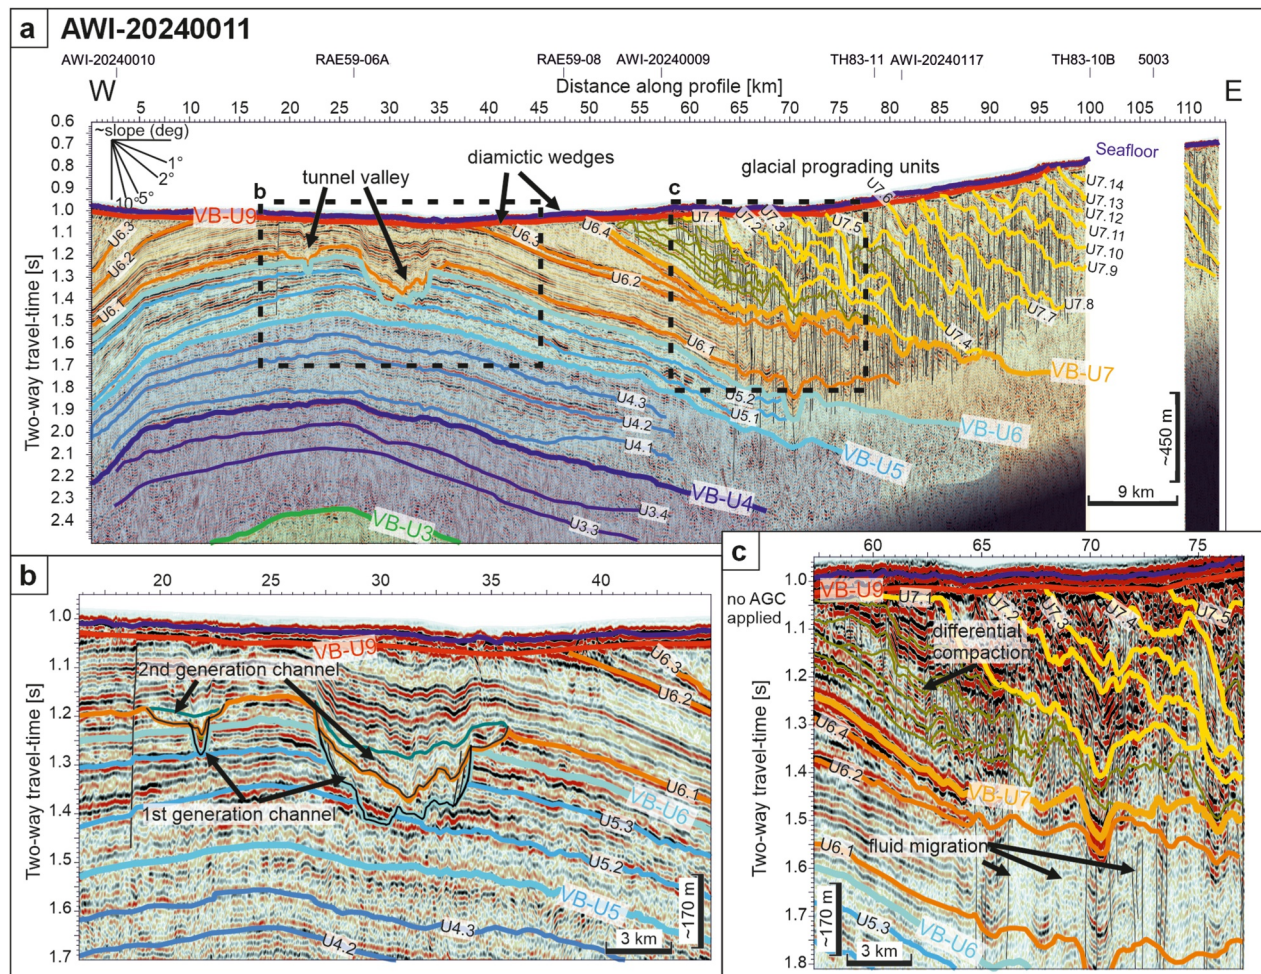 a AWI-20240011
AWI-20240010 RAE59-06A RAE59-08 AWI-20240009 TH83-11 AWI-20240117 TH83-10B 5003
W Distance along profile [km] E
5 10 15 20 25 30 35 40 45 50 55 60 65 70 75 80 85 90 95 100 105 110
Two-way travel-time [s]
0.6
0.7
0.8
0.9
1.0
1.1
1.2
1.3
1.4
1.5
1.6
1.7
1.8
1.9
2.0
2.1
2.2
2.3
2.4
~slope (deg)
1°
2°
5°
10°
tunnel valley
diamictic wedges
glacial prograding units
Seafloor
b
c
VB-U9
U6.3
U6.2
U6.1
U6.3
U6.4
U6.2
U6.1
U7.1
U7.2
U7.3
U7.5
U7.6
U7.14
U7.13
U7.12
U7.11
U7.10
U7.9
U7.8
U7.7
U7.4
VB-U7
U5.2
U5.1
VB-U6
VB-U5
U4.3
U4.2
U4.1
VB-U4
U3.4
U3.3
VB-U3
~450 m
9 km
b
20 25 30 35 40
Two-way travel-time [s]
1.0
1.1
1.2
1.3
1.4
1.5
1.6
1.7
VB-U9
2nd generation channel
1st generation channel
U6.3
U6.2
U6.1
VB-U6
U5.3
U5.2
VB-U5
U4.3
U4.2
~170 m
3 km
c
60 65 70 75
no AGC
applied
Two-way travel-time [s]
1.0
1.1
1.2
1.3
1.4
1.5
1.6
1.7
1.8
VB-U9
U7.1
U7.2
U7.3
U7.4
U7.5
differential
compaction
U6.4
U6.2
VB-U7
fluid migration
U6.1
U5.3
VB-U6
~170 m
3 km